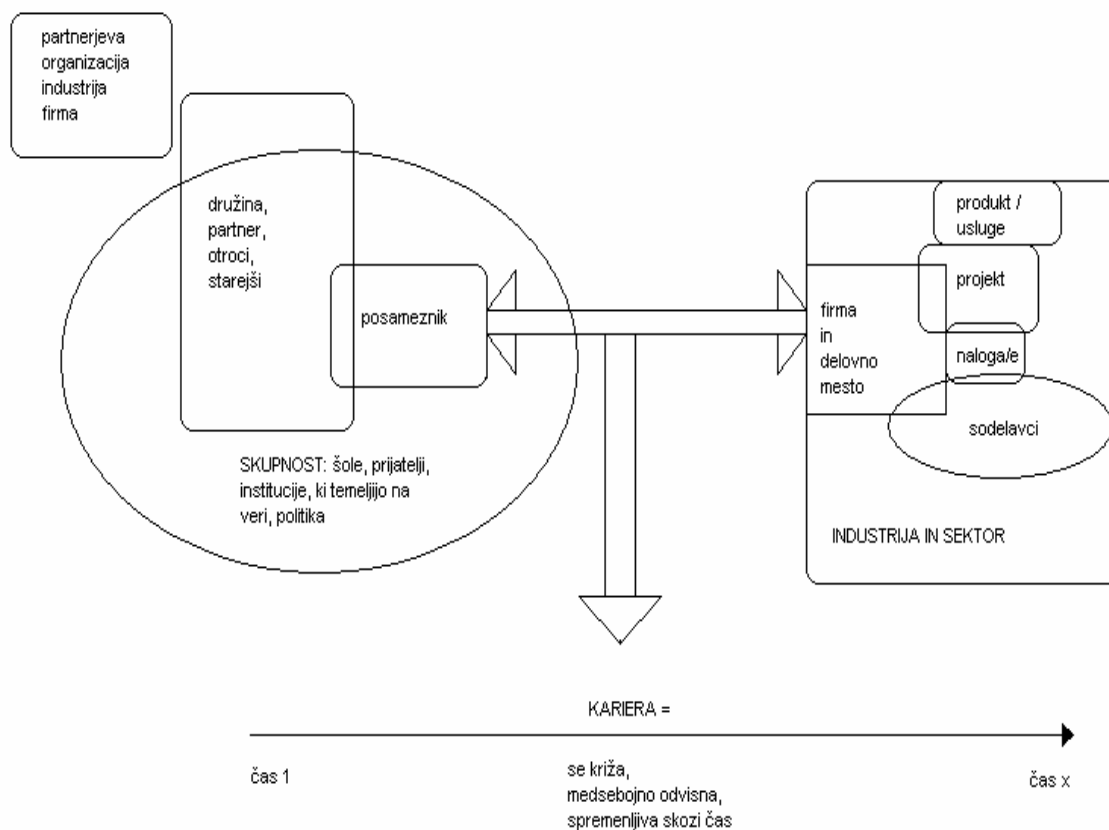 partnerjeva
organizacija
industrija
firma
družina,
partner,
otroci,
starejši
posameznik
SKUPNOST: šole, prijatelji,
institucije, ki temeljijo na
veri, politika
produkt /
usluge
projekt
firma
in
delovno
mesto
naloga/e
sodelavci
INDUSTRIJA IN SEKTOR
KARIERA =
čas 1
se križa,
medsebojno odvisna,
spremenljiva skozi čas
čas x